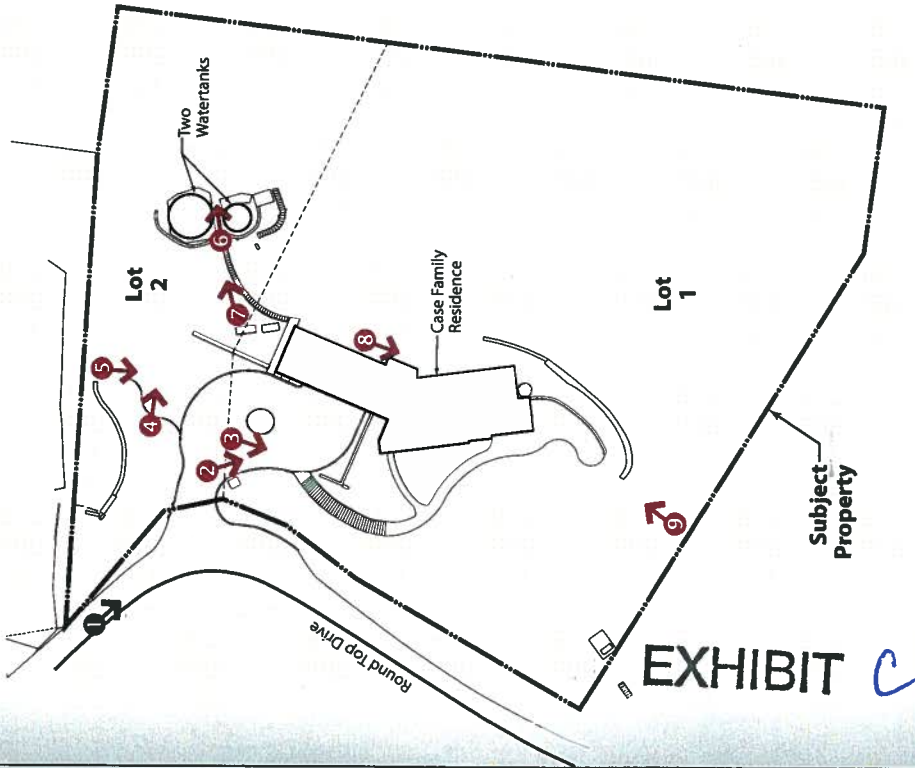 Two
Watertanks
Lot
2
6
7
5
4
8
Case Family
Residence
3
2
Lot
1
9
1
Subject
Property
Round Top Drive
EXHIBIT C